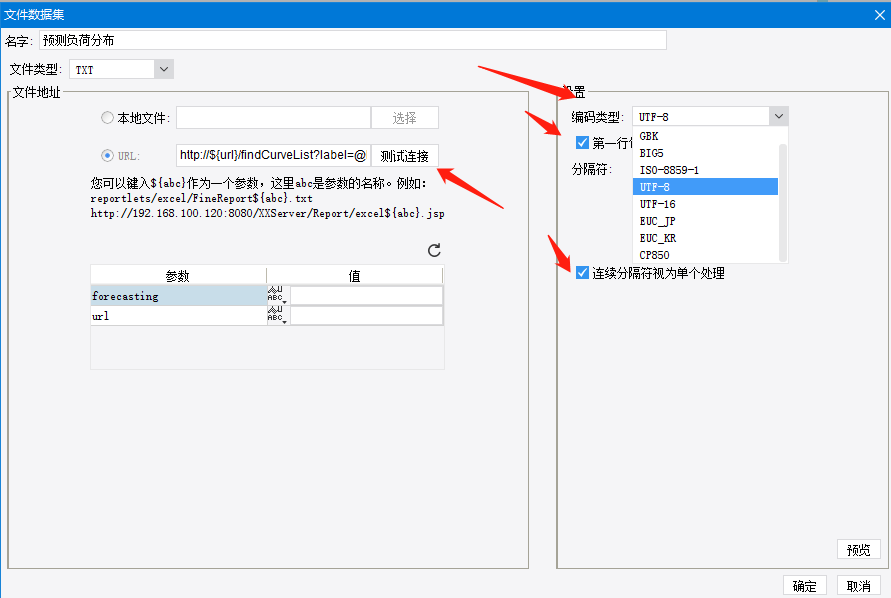 文件数据集
名字: 预测负荷分布
文件类型: TXT
文件地址
本地文件: 选择
URL: http://${url}/findCurveList?label=@ 测试连接
您可以键入${abc}作为一个参数，这里abc是参数的名称。例如：
reportlets/excel/FineReport${abc}.txt
http://192.168.100.120:8080/XXServer/Report/excel${abc}.jsp
参数 值
forecasting ABC
url ABC
设置
编码类型: UTF-8
第一行
分隔符:
GBK
BIG5
ISO-8859-1
UTF-8
UTF-16
EUC_JP
EUC_KR
CP850
连续分隔符视为单个处理
预览
确定 取消